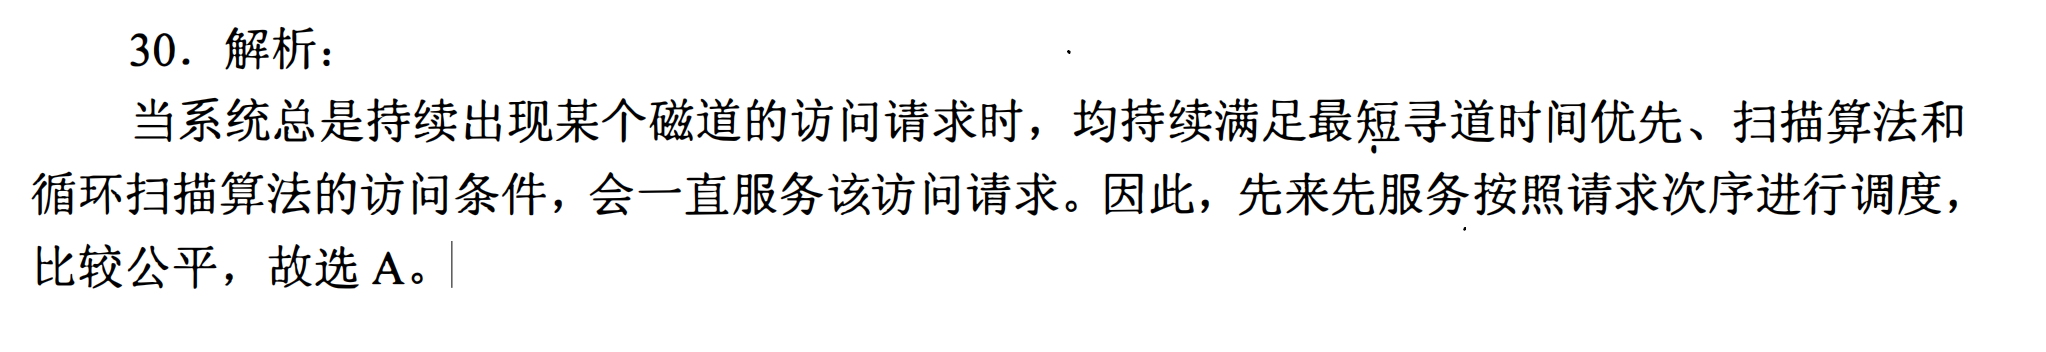 30．解析：
当系统总是持续出现某个磁道的访问请求时，均持续满足最短寻道时间优先、扫描算法和
循环扫描算法的访问条件，会一直服务该访问请求。因此，先来先服务按照请求次序进行调度，
比较公平，故选 A。